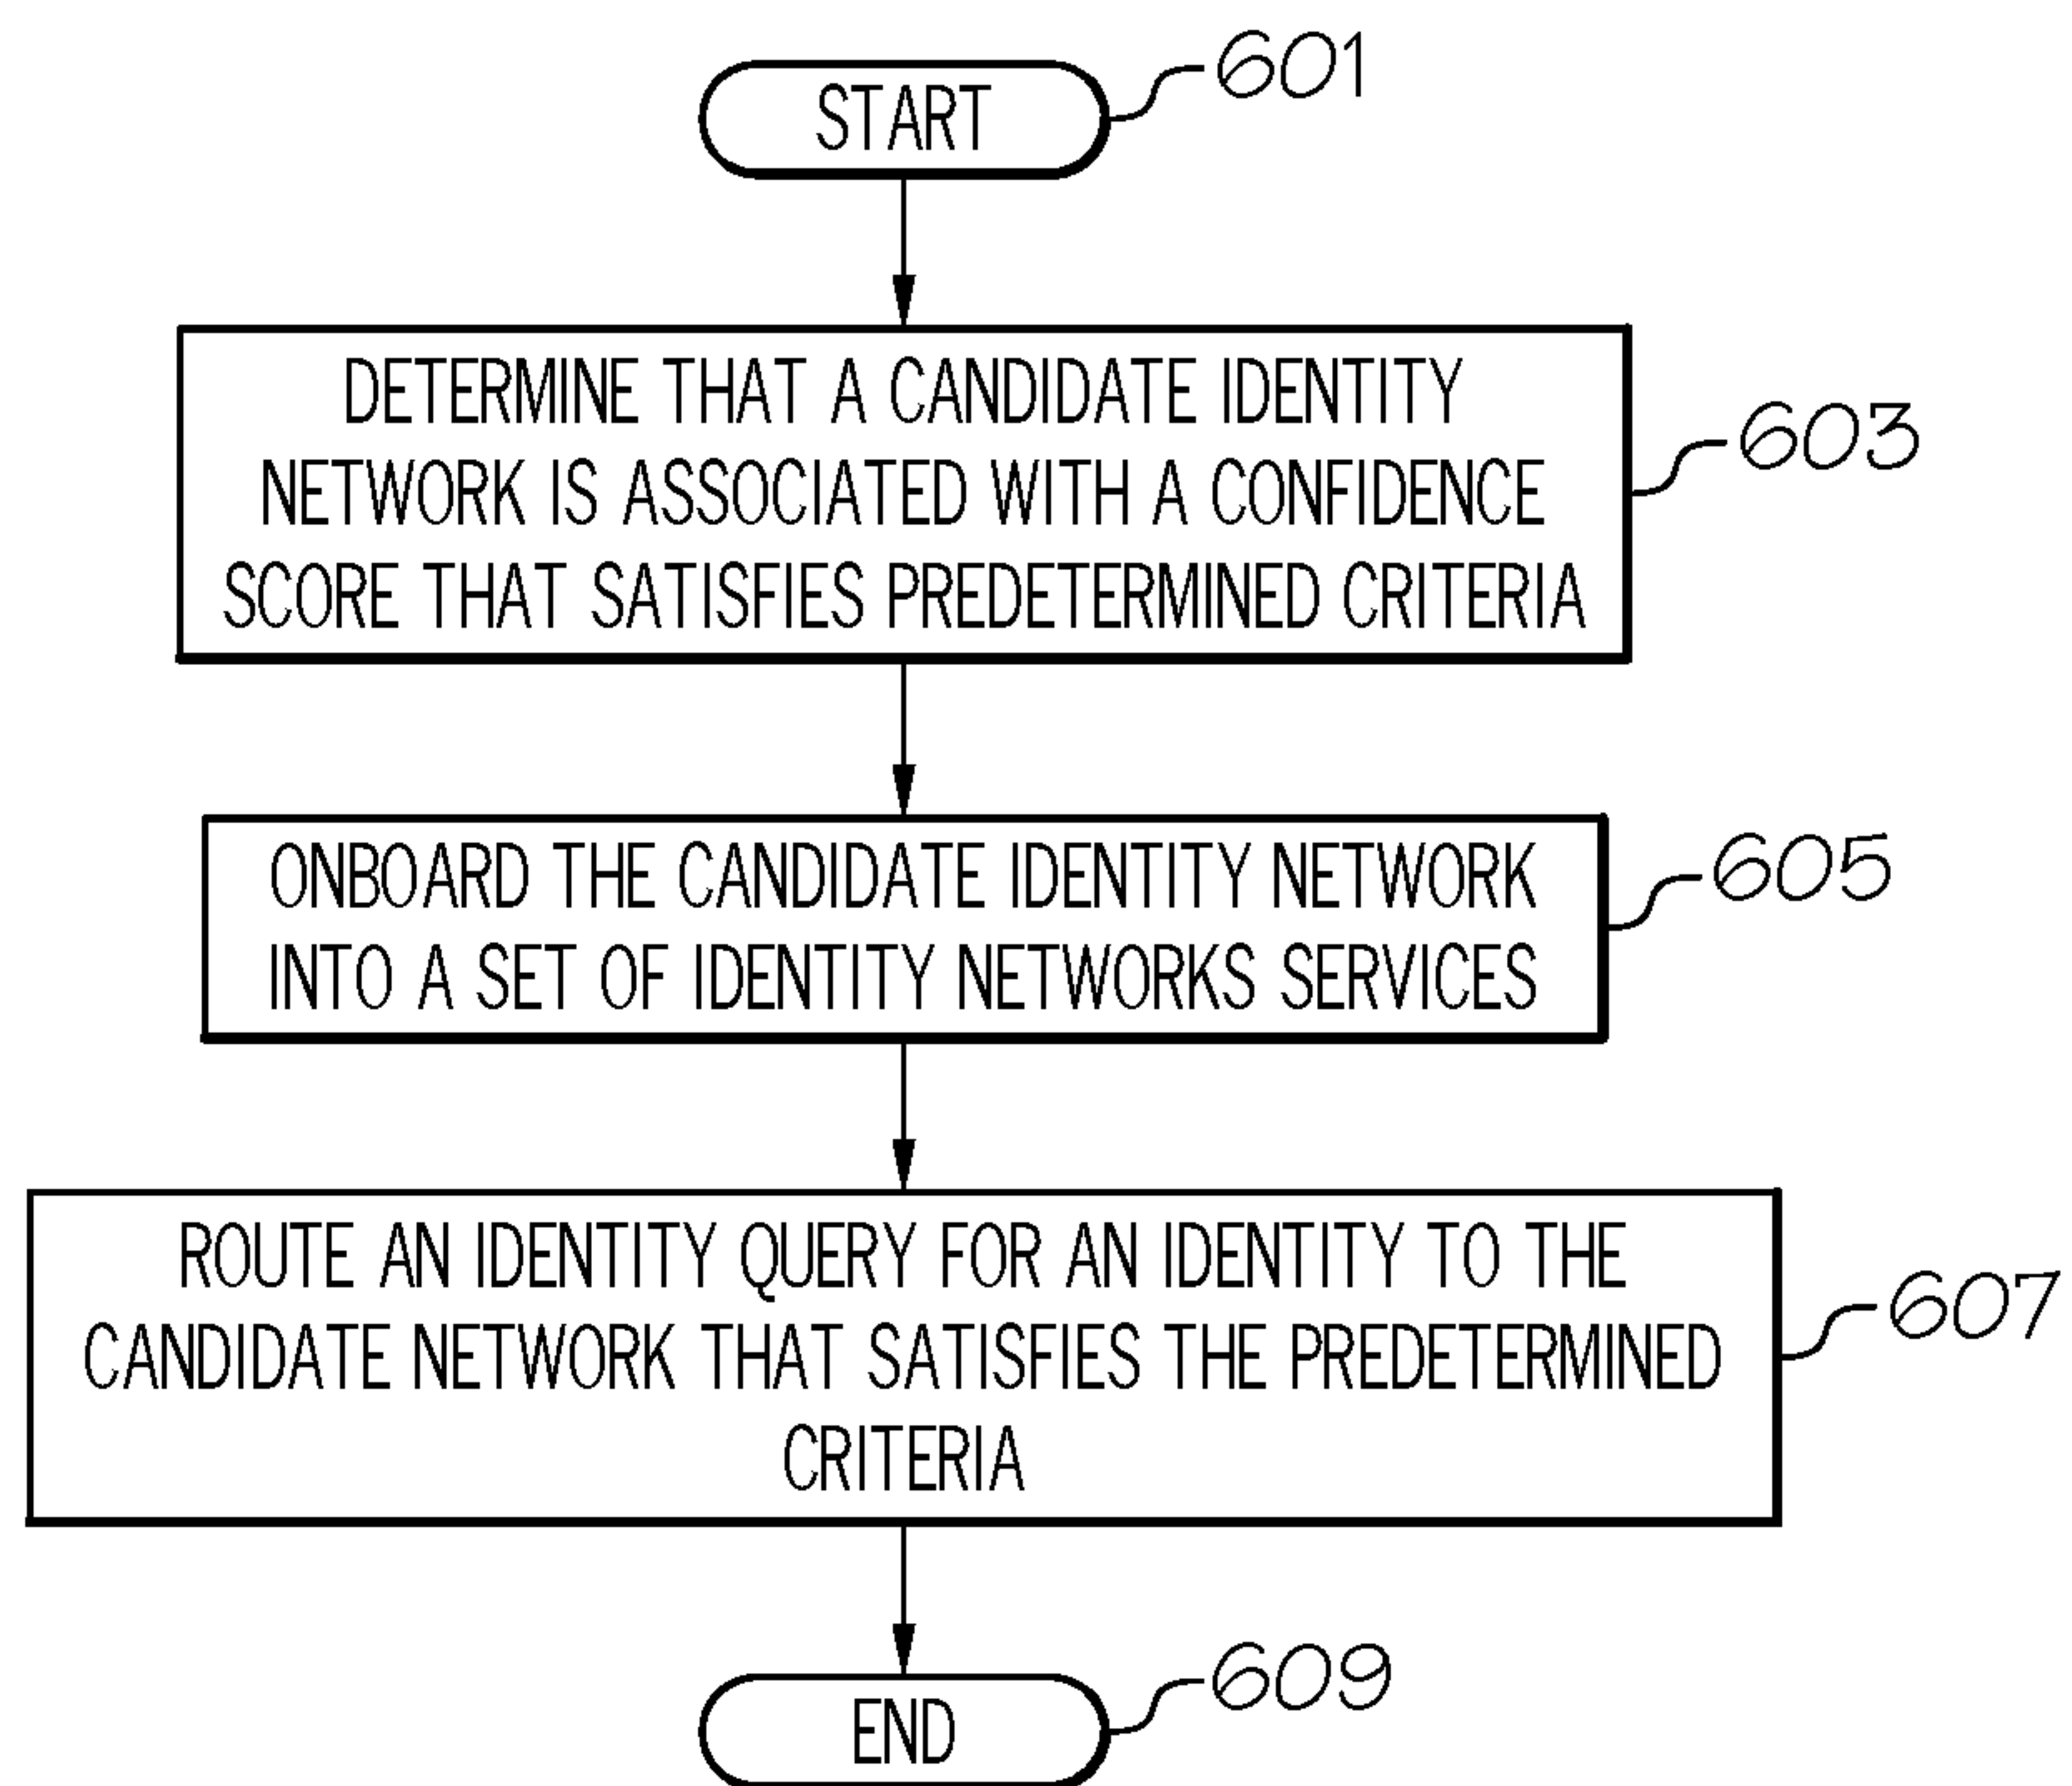 START
601
DETERMINE THAT A CANDIDATE IDENTITY
NETWORK IS ASSOCIATED WITH A CONFIDENCE
SCORE THAT SATISFIES PREDETERMINED CRITERIA
603
ONBOARD THE CANDIDATE IDENTITY NETWORK
INTO A SET OF IDENTITY NETWORKS SERVICES
605
ROUTE AN IDENTITY QUERY FOR AN IDENTITY TO THE
CANDIDATE NETWORK THAT SATISFIES THE PREDETERMINED
CRITERIA
607
END
609